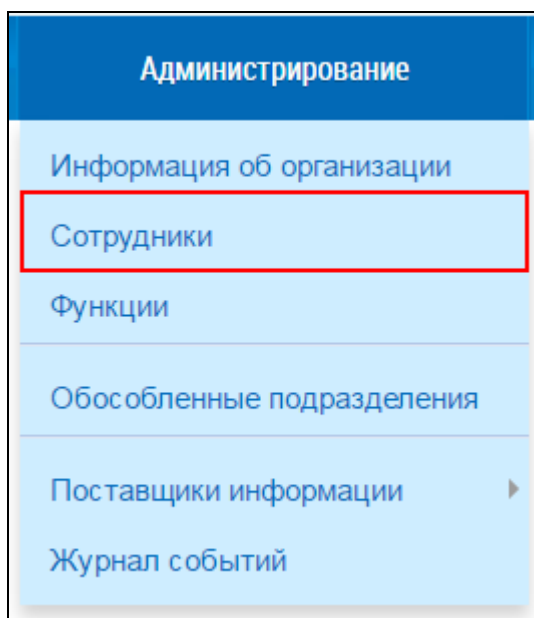 Администрирование
Информация об организации
Сотрудники
Функции
Обособленные подразделения
Поставщики информации
Журнал событий